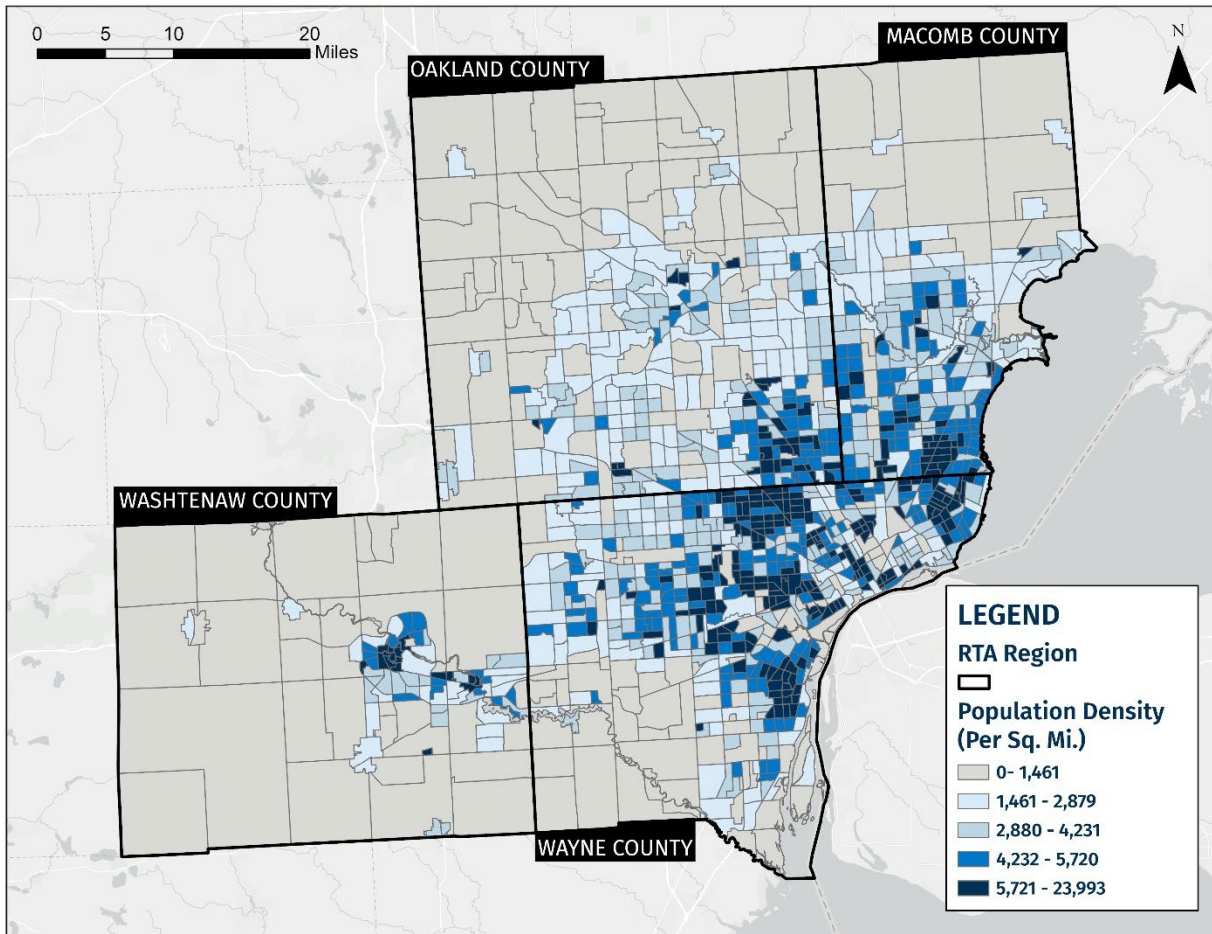 0 5 10 20
Miles
MACOMB COUNTY
N
OAKLAND COUNTY
WASHTENAW COUNTY
WAYNE COUNTY
LEGEND
RTA Region
Population Density
(Per Sq. Mi.)
0- 1,461
1,461 - 2,879
2,880 - 4,231
4,232 - 5,720
5,721 - 23,993